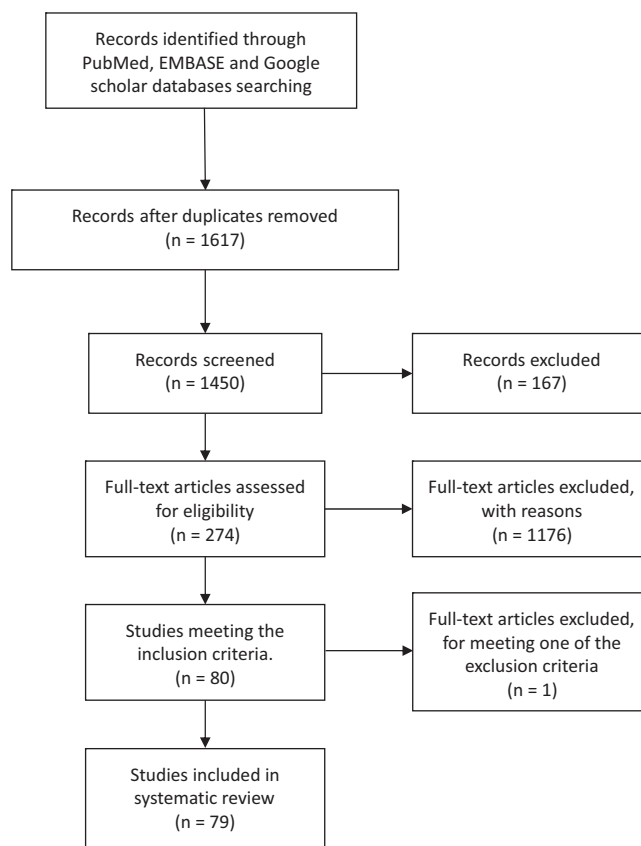 Records identified through
PubMed, EMBASE and Google
scholar databases searching
Records after duplicates removed
(n = 1617)
Records screened
(n = 1450)
Records excluded
(n = 167)
Full-text articles assessed
for eligibility
(n = 274)
Full-text articles excluded,
with reasons
(n = 1176)
Studies meeting the
inclusion criteria.
(n = 80)
Full-text articles excluded,
for meeting one of the
exclusion criteria
(n = 1)
Studies included in
systematic review
(n = 79)